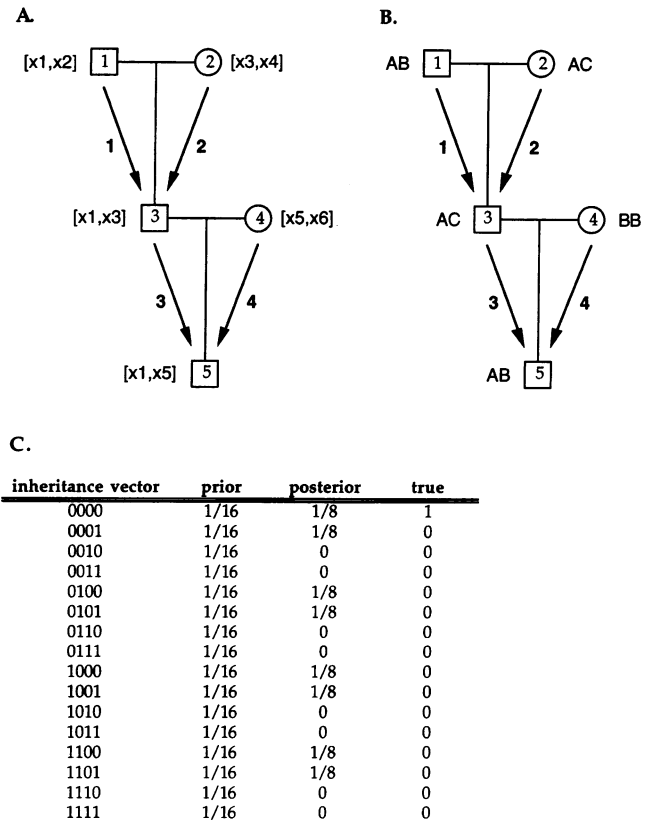 A. B.
[x1,x2] 1 2 [x3,x4] AB 1 2 AC
1 2 1 2
[x1,x3] 3 4 [x5,x6] AC 3 4 BB
3 4 3 4
[x1,x5] 5 AB 5
C.
inheritance vector prior posterior true
0000 1/16 1/8 1
0001 1/16 1/8 0
0010 1/16 0 0
0011 1/16 0 0
0100 1/16 1/8 0
0101 1/16 1/8 0
0110 1/16 0 0
0111 1/16 0 0
1000 1/16 1/8 0
1001 1/16 1/8 0
1010 1/16 0 0
1011 1/16 0 0
1100 1/16 1/8 0
1101 1/16 1/8 0
1110 1/16 0 0
1111 1/16 0 0